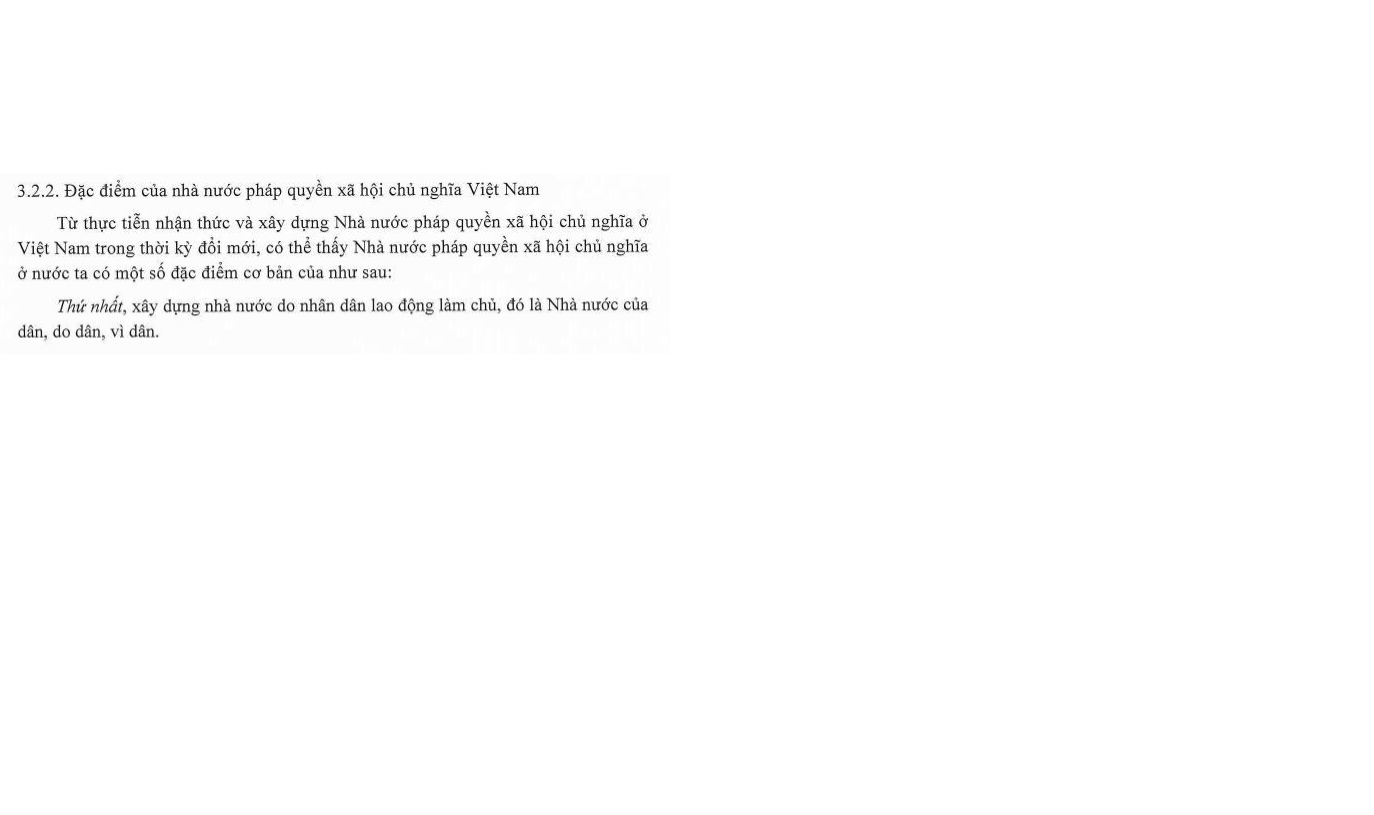 3.2.2. Đặc điểm của nhà nước pháp quyền xã hội chủ nghĩa Việt Nam
Từ thực tiễn nhận thức và xây dựng Nhà nước pháp quyền xã hội chủ nghĩa ở
Việt Nam trong thời kỳ đổi mới, có thể thấy Nhà nước pháp quyền xã hội chủ nghĩa
ở nước ta có một số đặc điểm cơ bản của như sau:
Thứ nhất, xây dựng nhà nước do nhân dân lao động làm chủ, đó là Nhà nước của
dân, do dân, vì dân.